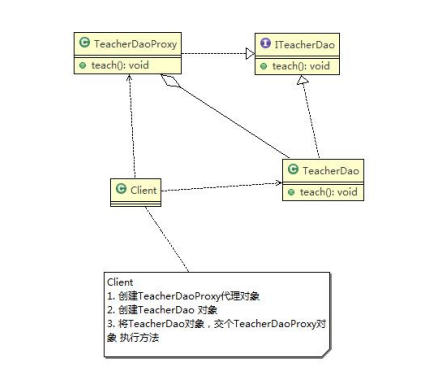 TeacherDaoProxy
teach(): void
ITeacherDao
teach(): void
TeacherDao
teach(): void
Client
Client
1. 创建TeacherDaoProxy代理对象
2. 创建TeacherDao 对象
3. 将TeacherDao对象，交个TeacherDaoProxy对
象 执行方法